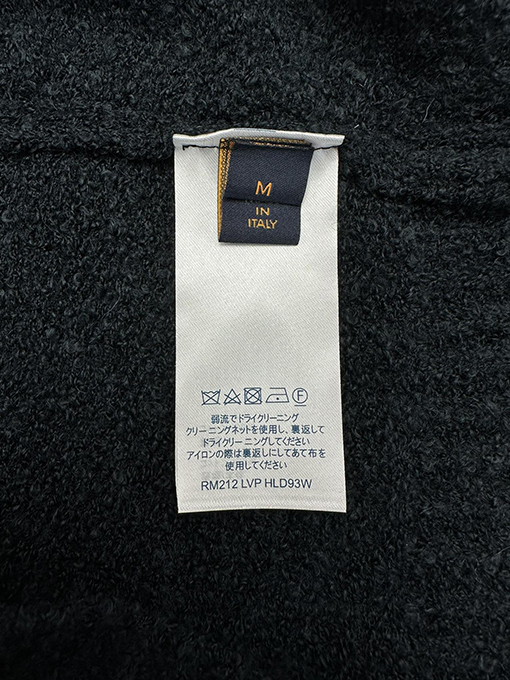 M
IN
ITALY
弱流でドライクリーニング
クリーニングネットを使用し、裏返して
ドライクリーニングしてください
アイロンの際は裏返しにしてあて布を
使用してください
RM212 LVP HLD93W